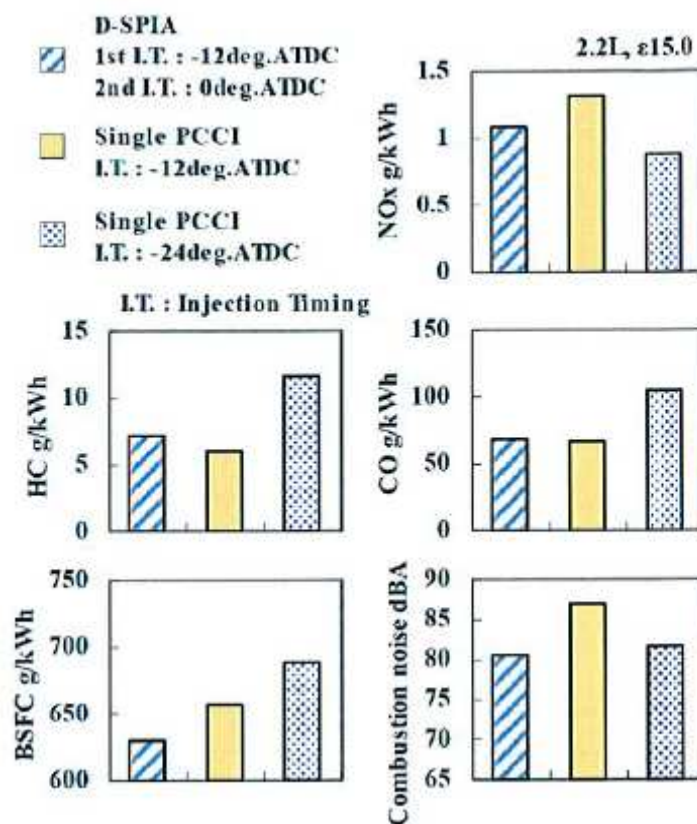 D-SPIA
1st I.T. : -12deg.ATDC
2nd I.T. : 0deg.ATDC
Single PCCI
I.T. : -12deg.ATDC
Single PCCI
I.T. : -24deg.ATDC
I.T. : Injection Timing
2.2L, ε15.0
NOx g/kWh
1.5
1
0.5
0
HC g/kWh
15
10
5
0
CO g/kWh
150
100
50
0
BSFC g/kWh
750
700
650
600
Combustion noise dBA
90
85
80
75
70
65